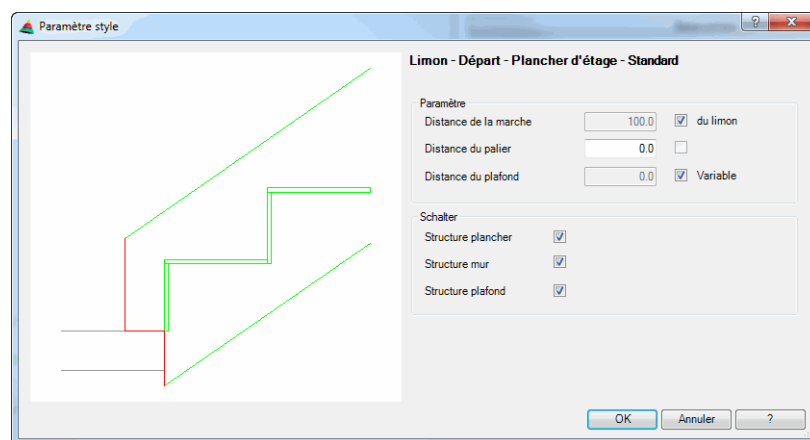 Paramètre style
Limon - Départ - Plancher d'étage - Standard
Paramètre
Distance de la marche 100.0 du limon
Distance du palier 0.0
Distance du plafond 0.0 Variable
Schalter
Structure plancher
Structure mur
Structure plafond
OK Annuler ?